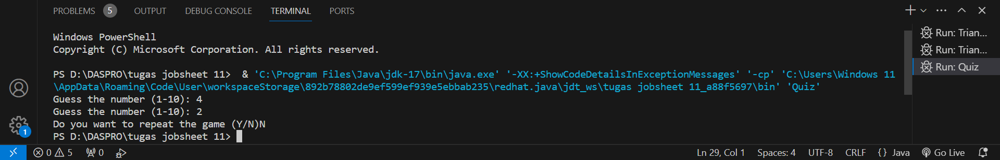 PROBLEMS 5 OUTPUT DEBUG CONSOLE TERMINAL PORTS
Windows PowerShell
Copyright (C) Microsoft Corporation. All rights reserved.
PS D:\DASPRO\tugas jobsheet 11>  & 'C:\Program Files\Java\jdk-17\bin\java.exe' '-XX:+ShowCodeDetailsInExceptionMessages' '-cp' 'C:\Users\Windows 11
\AppData\Roaming\Code\User\workspaceStorage\892b78802de9ef599ef939e5ebbab235\redhat.java\jdt_ws\tugas jobsheet 11_a88f5697\bin' 'Quiz'
Guess the number (1-10): 4
Guess the number (1-10): 2
Do you want to repeat the game (Y/N)N
PS D:\DASPRO\tugas jobsheet 11>
Run: Trian...
Run: Trian...
Run: Quiz
1
0 5 0 Ln 29, Col 1 Spaces: 4 UTF-8 CRLF {} Java Go Live